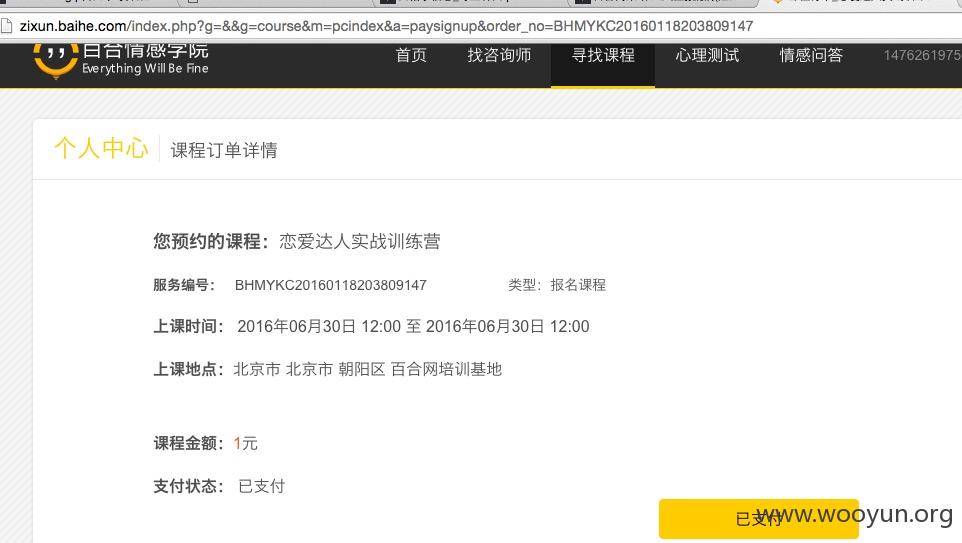 zixun.baihe.com/index.php?g=&&g=course&m=pcindex&a=paysignup&order_no=BHMYKC20160118203809147
百合情感学院
Everything Will Be Fine
首页 找咨询师 寻找课程 心理测试 情感问答 1476261975
个人中心 课程订单详情
您预约的课程：恋爱达人实战训练营
服务编号： BHMYKC20160118203809147 类型：报名课程
上课时间： 2016年06月30日 12:00 至 2016年06月30日 12:00
上课地点：北京市 北京市 朝阳区 百合网培训基地
课程金额：1元
支付状态： 已支付
已支付
www.wooyun.org